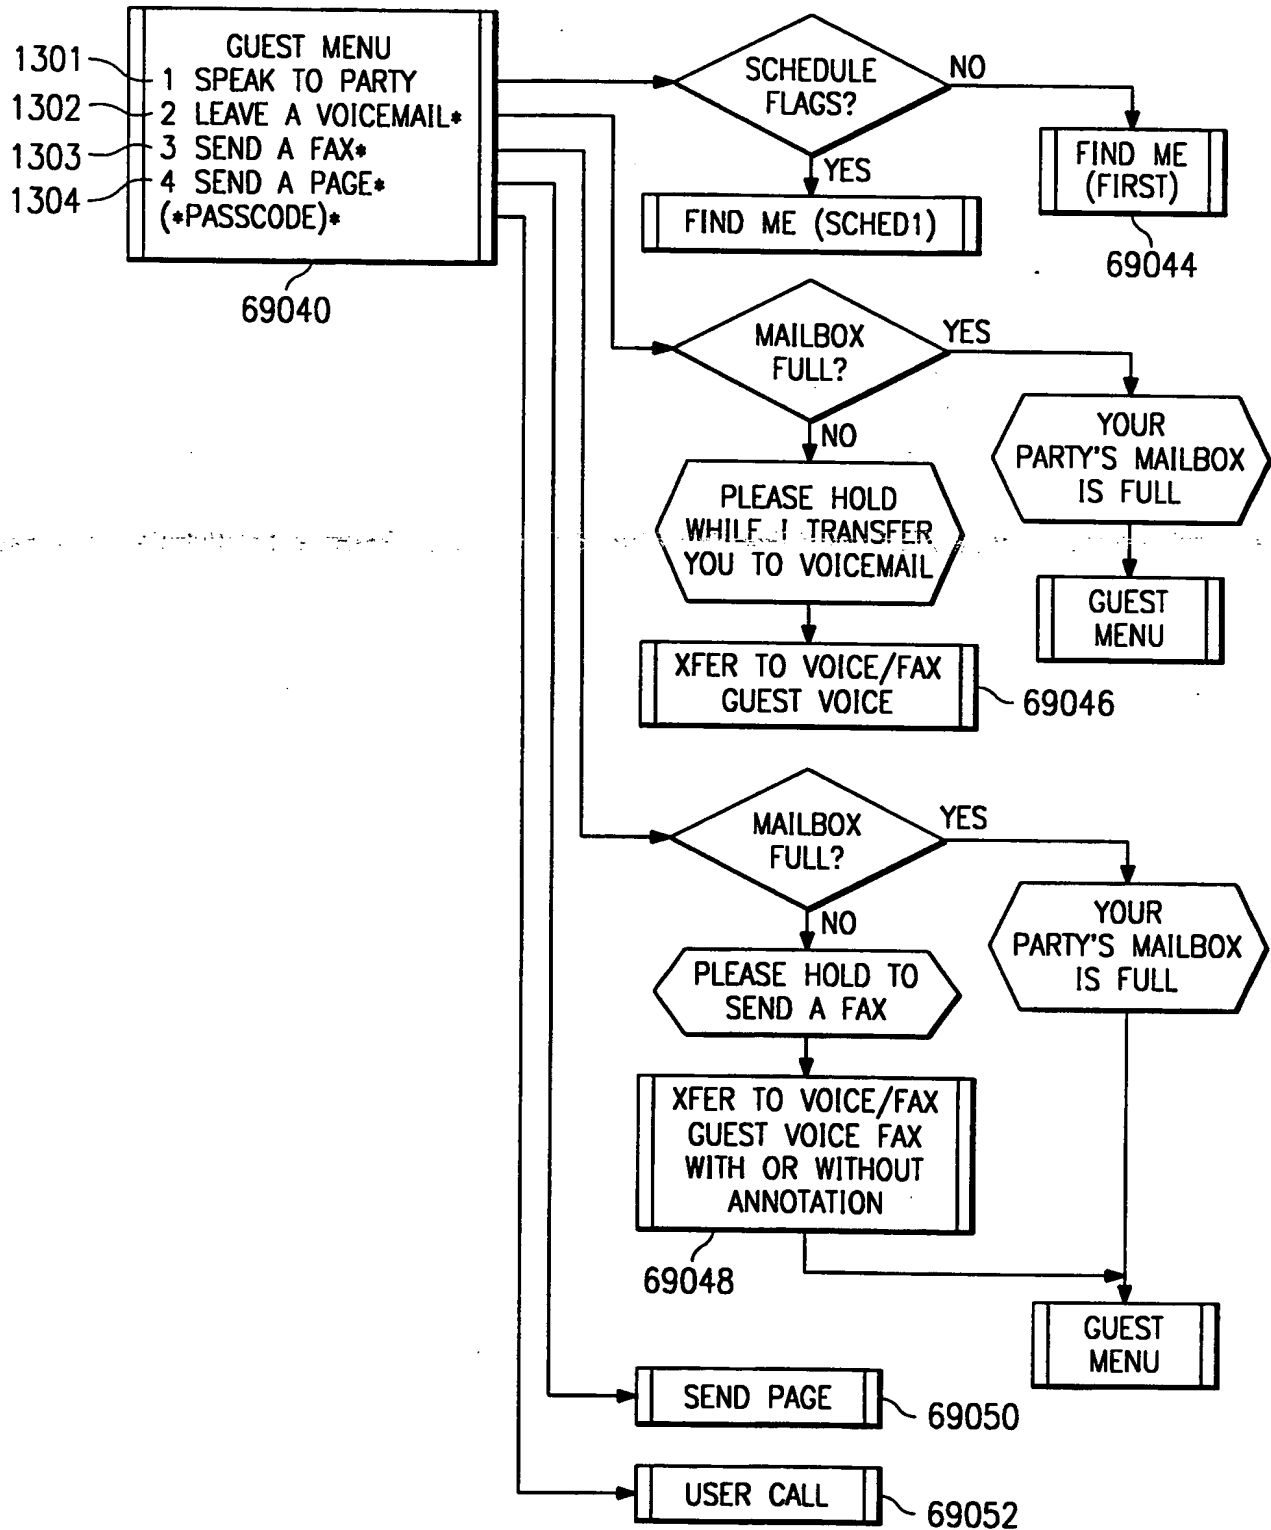 GUEST MENU
1301
1 SPEAK TO PARTY
1302
2 LEAVE A VOICEMAIL*
1303
3 SEND A FAX*
1304
4 SEND A PAGE*
(*PASSCODE)*
69040
SCHEDULE
FLAGS?
NO
YES
FIND ME
(FIRST)
69044
FIND ME (SCHED1)
MAILBOX
FULL?
YES
NO
YOUR
PARTY'S MAILBOX
IS FULL
PLEASE HOLD
WHILE I TRANSFER
YOU TO VOICEMAIL
GUEST
MENU
XFER TO VOICE/FAX
GUEST VOICE
69046
MAILBOX
FULL?
YES
NO
YOUR
PARTY'S MAILBOX
IS FULL
PLEASE HOLD TO
SEND A FAX
XFER TO VOICE/FAX
GUEST VOICE FAX
WITH OR WITHOUT
ANNOTATION
69048
GUEST
MENU
SEND PAGE
69050
USER CALL
69052